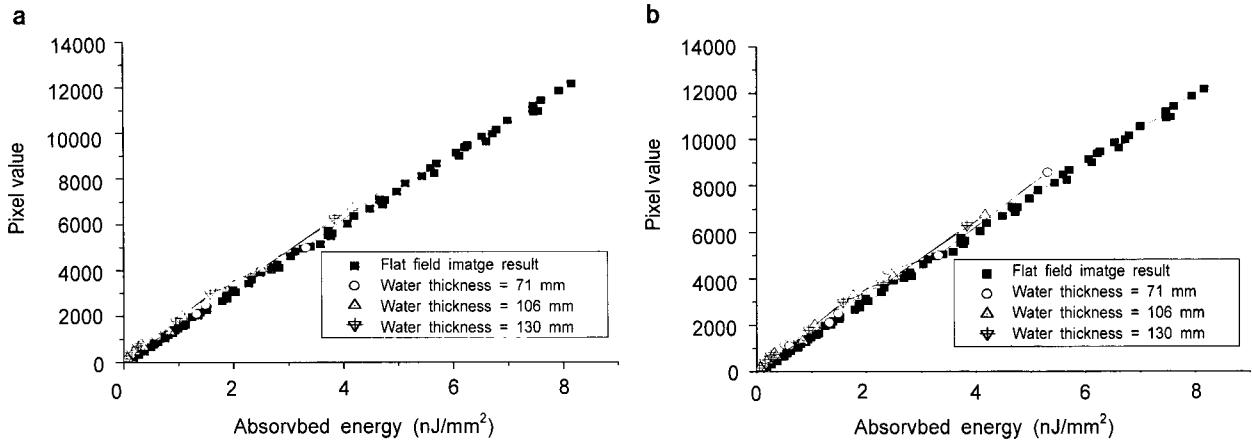 a
14000
12000
10000
8000
6000
4000
2000
0
Pixel value
Flat field imatge result
Water thickness = 71 mm
Water thickness = 106 mm
Water thickness = 130 mm
0 2 4 6 8
Absorvbed energy (nJ/mm²)
b
14000
12000
10000
8000
6000
4000
2000
0
Pixel value
Flat field imatge result
Water thickness = 71 mm
Water thickness = 106 mm
Water thickness = 130 mm
0 2 4 6 8
Absorvbed energy (nJ/mm²)